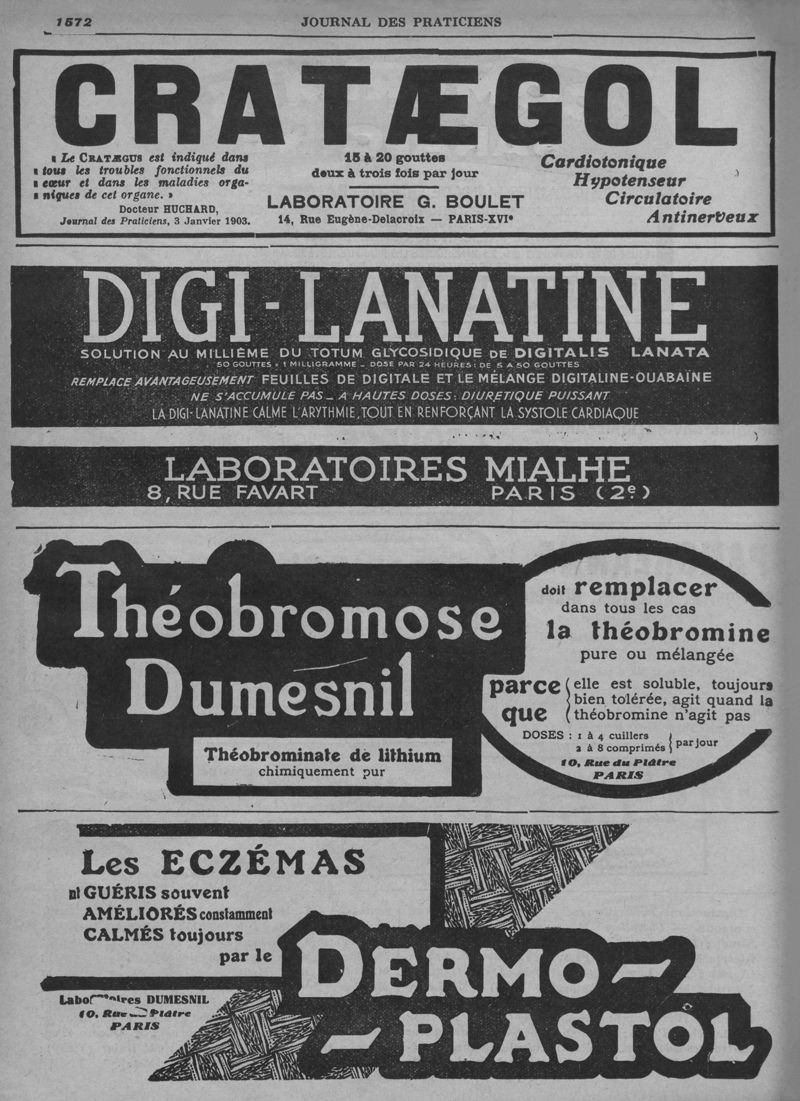 1572
JOURNAL DES PRATICIENS
CRATÆGOL
« Le CRATÆGUS est indiqué dans
« tous les troubles fonctionnels du
« cœur et dans les maladies orga-
« niques de cet organe. »
Docteur HUCHARD,
Journal des Praticiens, 3 Janvier 1903.
15 à 20 gouttes
deux à trois fois par jour
LABORATOIRE G. BOULET
14, Rue Eugène-Delacroix — PARIS-XVIe
Cardiotonique
Hypotenseur
Circulatoire
Antinerveux
DIGI-LANATINE
SOLUTION AU MILLIÈME DU TOTUM GLYCOSIDIQUE DE DIGITALIS LANATA
50 GOUTTES = 1 MILLIGRAMME - DOSE PAR 24 HEURES : DE 5 A 50 GOUTTES
REMPLACE AVANTAGEUSEMENT FEUILLES DE DIGITALE ET LE MÉLANGE DIGITALINE-OUABAÏNE
NE S'ACCUMULE PAS - A HAUTES DOSES : DIURETIQUE PUISSANT
LA DIGI-LANATINE CALME L'ARYTHMIE, TOUT EN RENFORÇANT LA SYSTOLE CARDIAQUE
LABORATOIRES MIALHE
8, RUE FAVART PARIS (2e)
Théobromose
Dumesnil
Théobrominate de lithium
chimiquement pur
doit remplacer
dans tous les cas
la théobromine
pure ou mélangée
parce que
elle est soluble, toujours
bien tolérée, agit quand la
théobromine n'agit pas
DOSES : 1 à 4 cuillers
2 à 8 comprimés
par jour
10, Rue du Plâtre
PARIS
Les ECZÉMAS
GUÉRIS souvent
AMÉLIORÉS constamment
CALMÉS toujours
par le
DERMO-
-PLASTOL
Laboratoires DUMESNIL
10, Rue Plâtre
PARIS